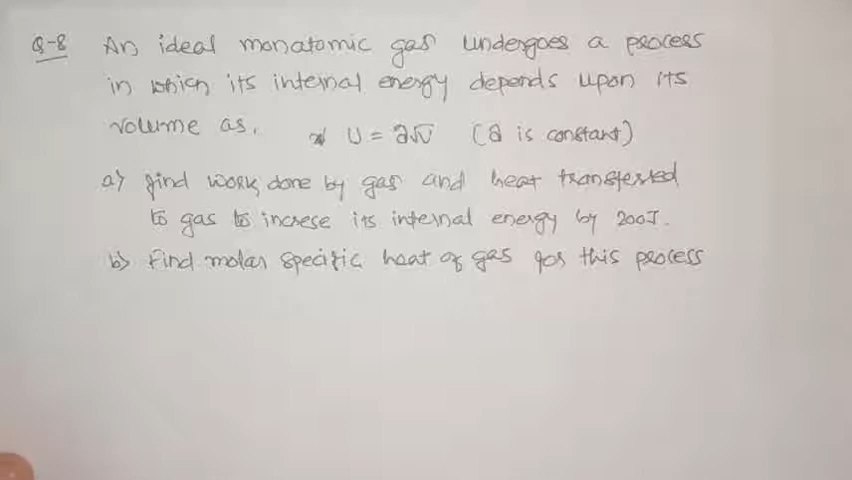 Q-8 An ideal monatomic gas undergoes a process
in which its internal energy depends upon its
volume as, U = a√V (a is constant)
a) find work done by gas and heat transferred
to gas to increse its internal energy by 200J.
b) Find molar specific heat of gas for this process